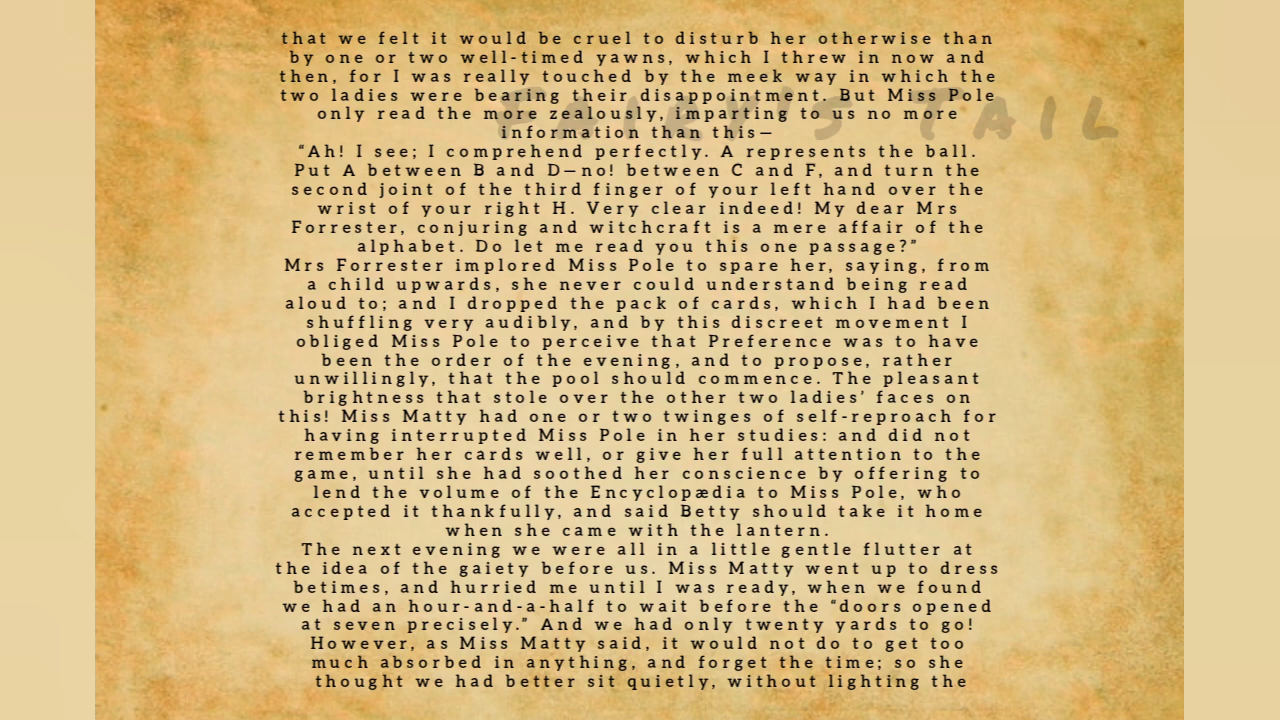 that we felt it would be cruel to disturb her otherwise than
by one or two well-timed yawns, which I threw in now and
then, for I was really touched by the meek way in which the
two ladies were bearing their disappointment. But Miss Pole
only read the more zealously, imparting to us no more
information than this—
“Ah! I see; I comprehend perfectly. A represents the ball.
Put A between B and D—no! between C and F, and turn the
second joint of the third finger of your left hand over the
wrist of your right H. Very clear indeed! My dear Mrs
Forrester, conjuring and witchcraft is a mere affair of the
alphabet. Do let me read you this one passage?”
Mrs Forrester implored Miss Pole to spare her, saying, from
a child upwards, she never could understand being read
aloud to; and I dropped the pack of cards, which I had been
shuffling very audibly, and by this discreet movement I
obliged Miss Pole to perceive that Preference was to have
been the order of the evening, and to propose, rather
unwillingly, that the pool should commence. The pleasant
brightness that stole over the other two ladies’ faces on
this! Miss Matty had one or two twinges of self-reproach for
having interrupted Miss Pole in her studies: and did not
remember her cards well, or give her full attention to the
game, until she had soothed her conscience by offering to
lend the volume of the Encyclopædia to Miss Pole, who
accepted it thankfully, and said Betty should take it home
when she came with the lantern.
The next evening we were all in a little gentle flutter at
the idea of the gaiety before us. Miss Matty went up to dress
betimes, and hurried me until I was ready, when we found
we had an hour-and-a-half to wait before the “doors opened
at seven precisely.” And we had only twenty yards to go!
However, as Miss Matty said, it would not do to get too
much absorbed in anything, and forget the time; so she
thought we had better sit quietly, without lighting the
TAIL